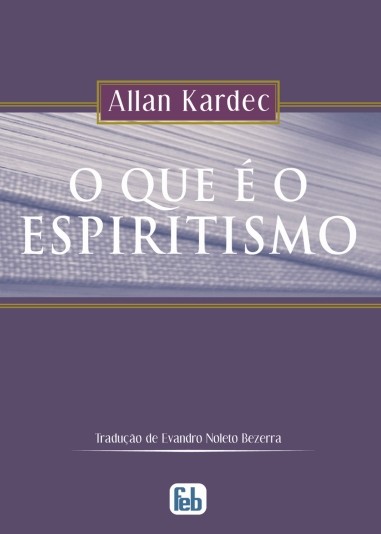 Allan Kardec
O QUE É O
ESPIRITISMO
Tradução de Evandro Noleto Bezerra
feb